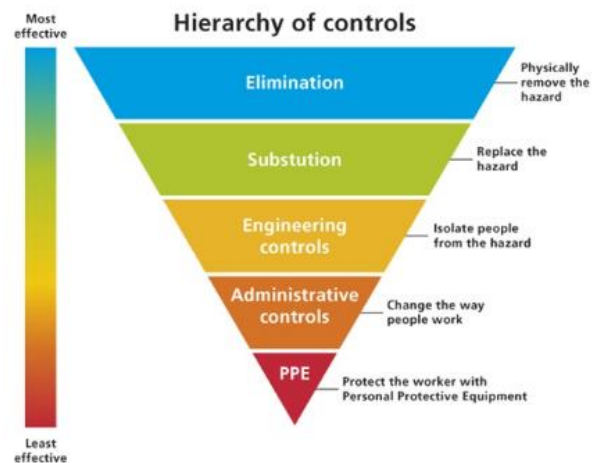 Most
effective
Hierarchy of controls
Elimination
Physically
remove the
hazard
Substution
Replace the
hazard
Engineering
controls
Isolate people
from the hazard
Administrative
controls
Change the way
people work
PPE
Protect the worker with
Personal Protective Equipment
Least
effective